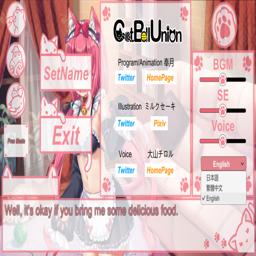 CatBellUnion
SetName
Exit
Program/Animation 奉月
Twitter
HomePage
Illustration ミルクセーキ
Twitter
Pixiv
Voice 大山チロル
Twitter
HomePage
BGM
SE
Voice
English
日本語
繁體中文
English
Well, it's okay if you bring me some delicious food.